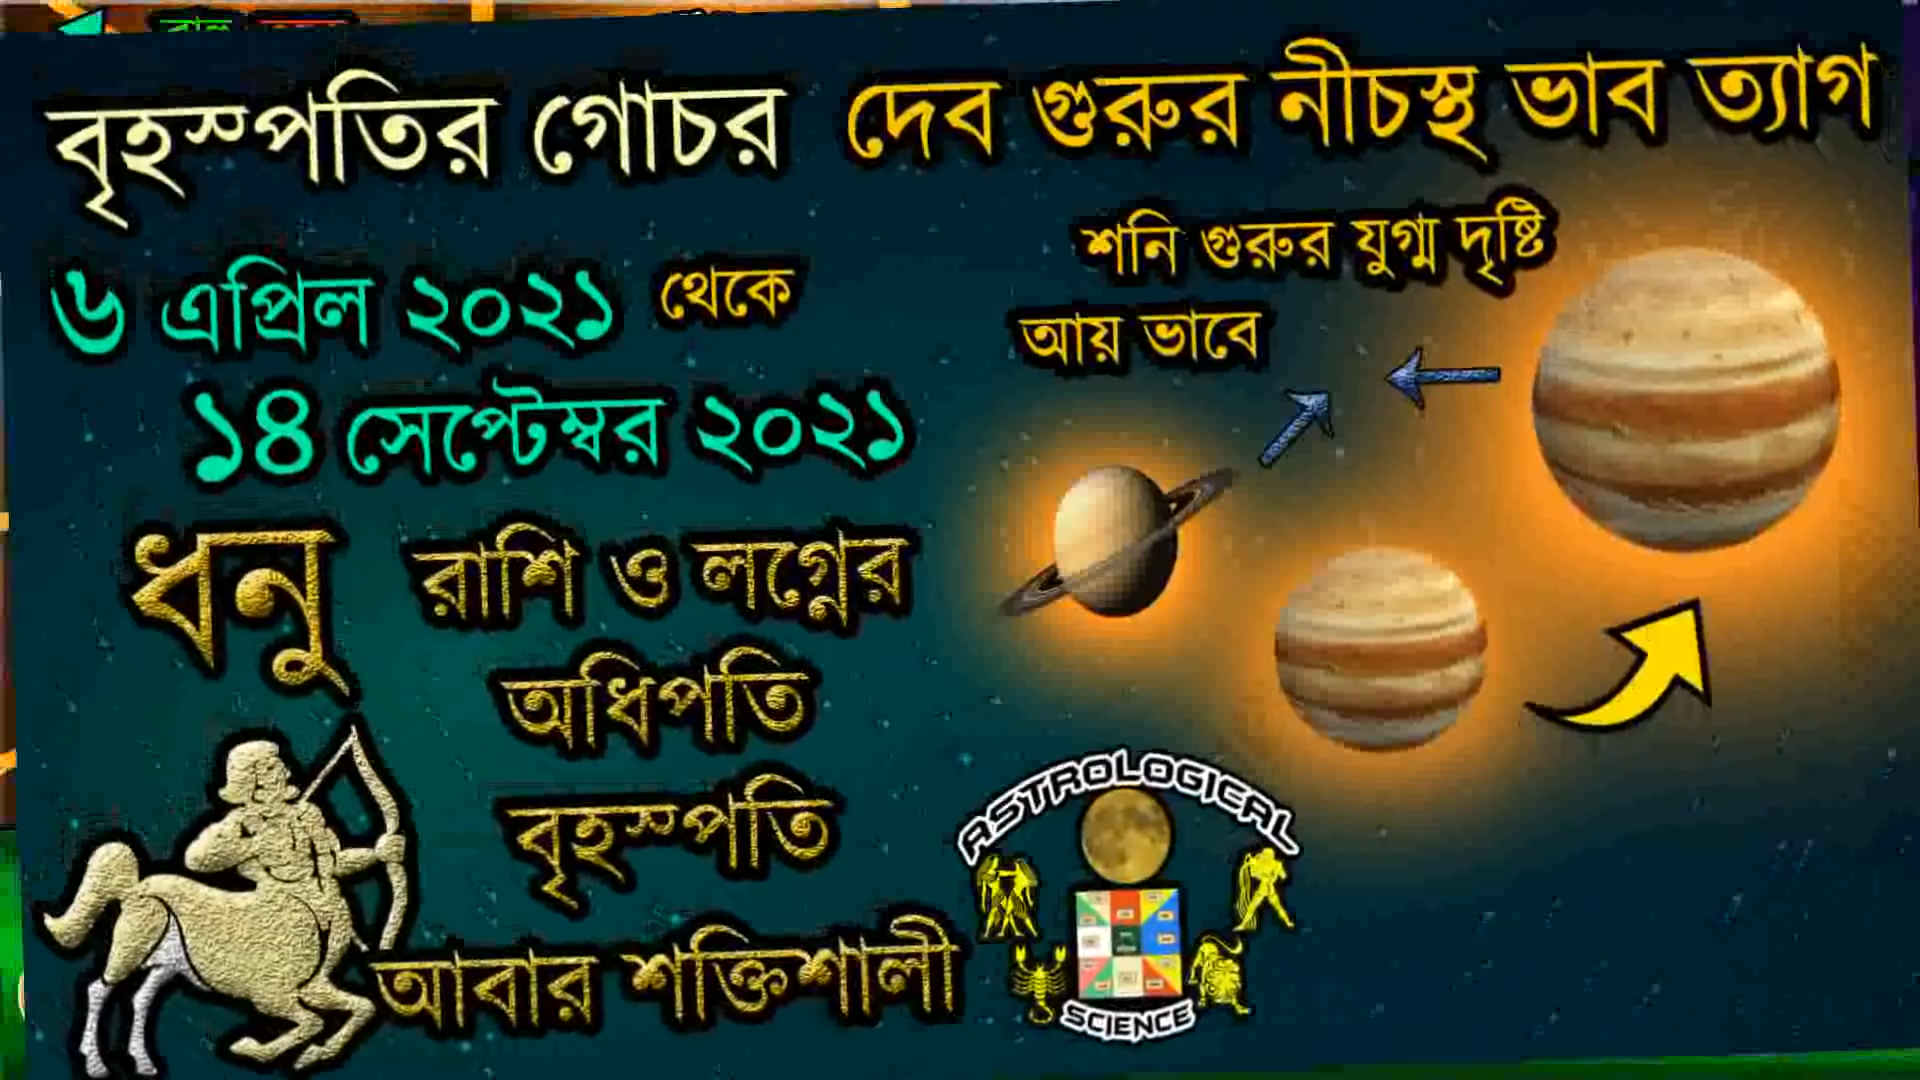 বৃহস্পতির গোচর দেব গুরুর নীচস্থ ভাব ত্যাগ
শনি গুরুর যুগ্ম দৃষ্টি
আয় ভাবে
৬ এপ্রিল ২০২১ থেকে
১৪ সেপ্টেম্বর ২০২১
ধনু রাশি ও লগ্নের
অধিপতি
বৃহস্পতি
আবার শক্তিশালী
ASTROLOGICAL
SCIENCE